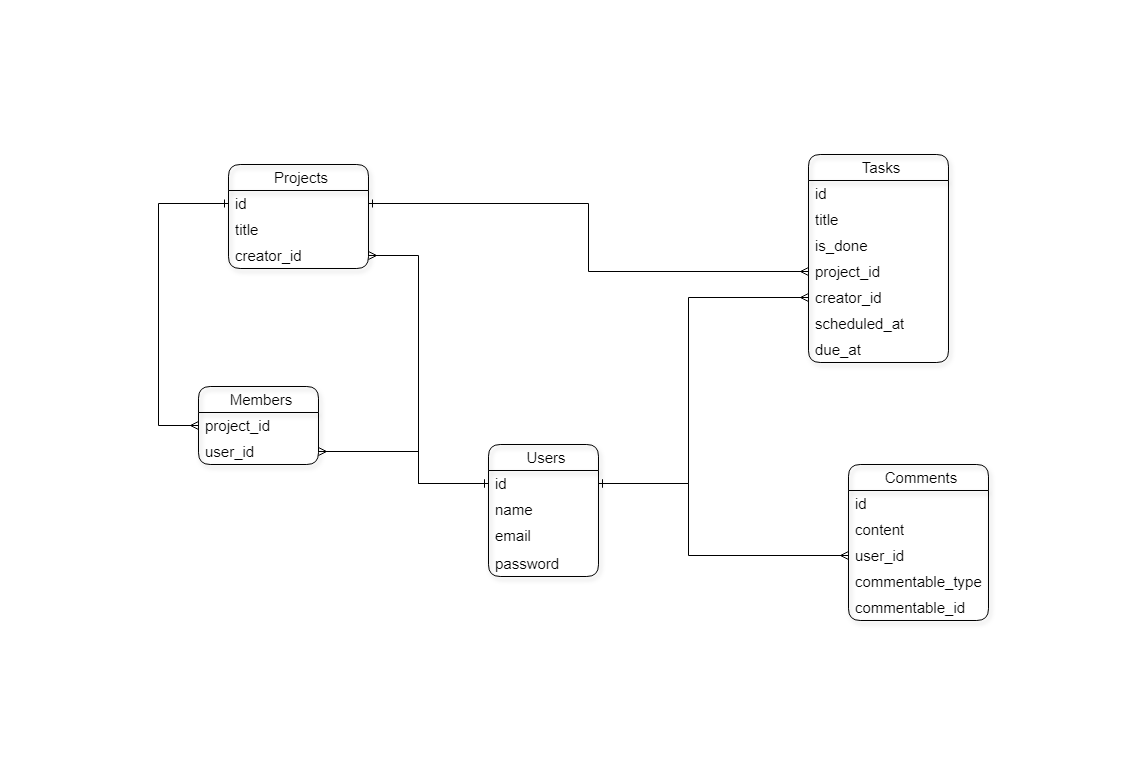 Projects
id
title
creator_id
Tasks
id
title
is_done
project_id
creator_id
scheduled_at
due_at
Members
project_id
user_id
Users
id
name
email
password
Comments
id
content
user_id
commentable_type
commentable_id